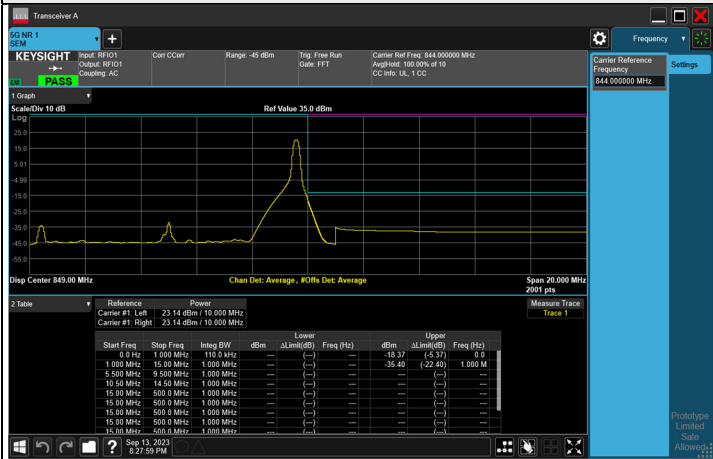 Transceiver A
5G NR 1
SEM
Frequency
KEYSIGHT
Input: RFIO1
Output: RFIO1
Coupling: AC
Corr CCorr
Range: -45 dBm
Trig: Free Run
Gate: FFT
Carrier Ref Freq: 844.000000 MHz
Avg|Hold: 100.00% of 10
CC Info: UL, 1 CC
PASS
Carrier Reference
Frequency
844.000000 MHz
Settings
1 Graph
Scale/Div 10 dB
Ref Value 35.0 dBm
Log
25.0
15.0
5.01
-4.99
-15.0
-25.0
-35.0
-45.0
-55.0
Disp Center 849.00 MHz
Chan Det: Average, #Offs Det: Average
Span 20.000 MHz
2001 pts
2 Table
Reference Power
Carrier #1: Left 23.14 dBm / 10.000 MHz
Carrier #1: Right 23.14 dBm / 10.000 MHz
Measure Trace
Trace 1
Lower Upper
Start Freq Stop Freq Integ BW dBm ΔLimit(dB) Freq (Hz) dBm ΔLimit(dB) Freq (Hz)
0.0 Hz 1.000 MHz 110.0 kHz --- (---) --- -18.37 (-5.37) 0.0
1.000 MHz 15.00 MHz 1.000 MHz --- (---) --- -35.40 (-22.40) 1.000 M
5.500 MHz 9.500 MHz 1.000 MHz --- (---) --- --- (---) ---
10.50 MHz 14.50 MHz 1.000 MHz --- (---) --- --- (---) ---
15.00 MHz 500.0 MHz 1.000 MHz --- (---) --- --- (---) ---
15.00 MHz 500.0 MHz 1.000 MHz --- (---) --- --- (---) ---
15.00 MHz 500.0 MHz 1.000 MHz --- (---) --- --- (---) ---
15.00 MHz 500.0 MHz 1.000 MHz --- (---) --- --- (---) ---
15.00 MHz 500.0 MHz 1.000 MHz --- (---) --- --- (---) ---
Sep 13, 2023
8:27:59 PM
?
Prototype
Limited
Sale
Allowed